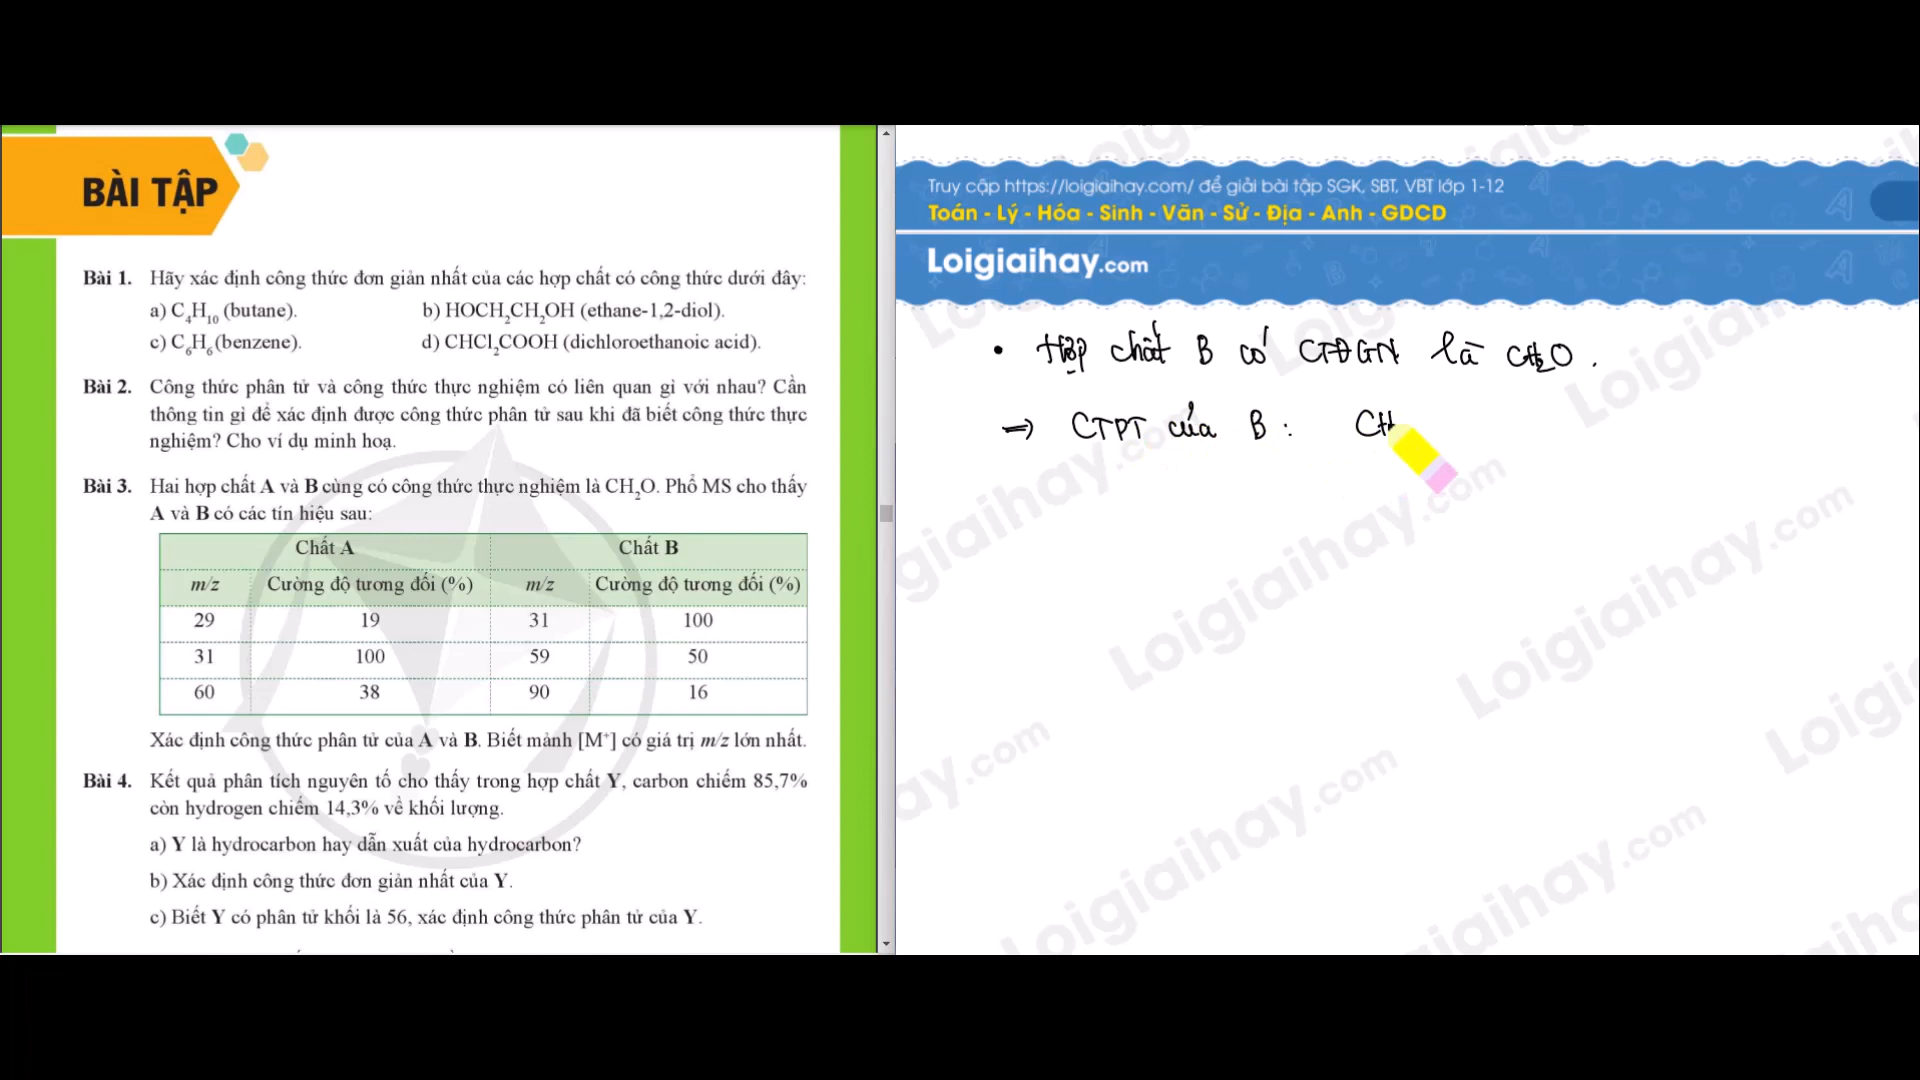 BÀI TẬP
Bài 1. Hãy xác định công thức đơn giản nhất của các hợp chất có công thức dưới đây:
a) C₄H₁₀ (butane). b) HOCH₂CH₂OH (ethane-1,2-diol).
c) C₆H₆ (benzene). d) CHCl₂COOH (dichloroethanoic acid).
Bài 2. Công thức phân tử và công thức thực nghiệm có liên quan gì với nhau? Cần
thông tin gì để xác định được công thức phân tử sau khi đã biết công thức thực
nghiệm? Cho ví dụ minh hoạ.
Bài 3. Hai hợp chất A và B cùng có công thức thực nghiệm là CH₂O. Phổ MS cho thấy
A và B có các tín hiệu sau:
Chất A Chất B
m/z Cường độ tương đối (%) m/z Cường độ tương đối (%)
29 19 31 100
31 100 59 50
60 38 90 16
Xác định công thức phân tử của A và B. Biết mảnh [M⁺] có giá trị m/z lớn nhất.
Bài 4. Kết quả phân tích nguyên tố cho thấy trong hợp chất Y, carbon chiếm 85,7%
còn hydrogen chiếm 14,3% về khối lượng.
a) Y là hydrocarbon hay dẫn xuất của hydrocarbon?
b) Xác định công thức đơn giản nhất của Y.
c) Biết Y có phân tử khối là 56, xác định công thức phân tử của Y.
Truy cập https://loigiaihay.com/ để giải bài tập SGK, SBT, VBT lớp 1-12
Toán - Lý - Hóa - Sinh - Văn - Sử - Địa - Anh - GDCD
Loigiaihay.com
• Hợp chất B có CTĐGN là CH₂O.
⇒ CTPT của B: CH